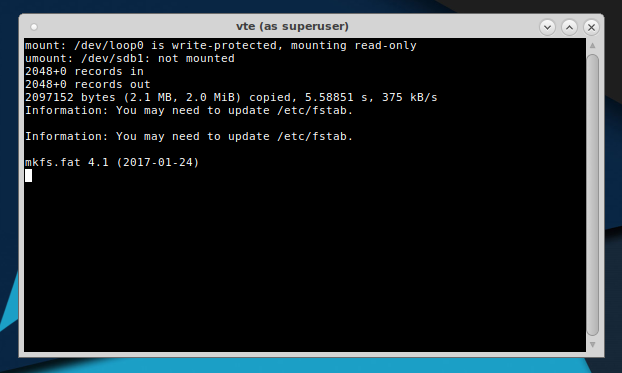 vte (as superuser)
mount: /dev/loop0 is write-protected, mounting read-only
umount: /dev/sdb1: not mounted
2048+0 records in
2048+0 records out
2097152 bytes (2.1 MB, 2.0 MiB) copied, 5.58851 s, 375 kB/s
Information: You may need to update /etc/fstab.
Information: You may need to update /etc/fstab.
mkfs.fat 4.1 (2017-01-24)